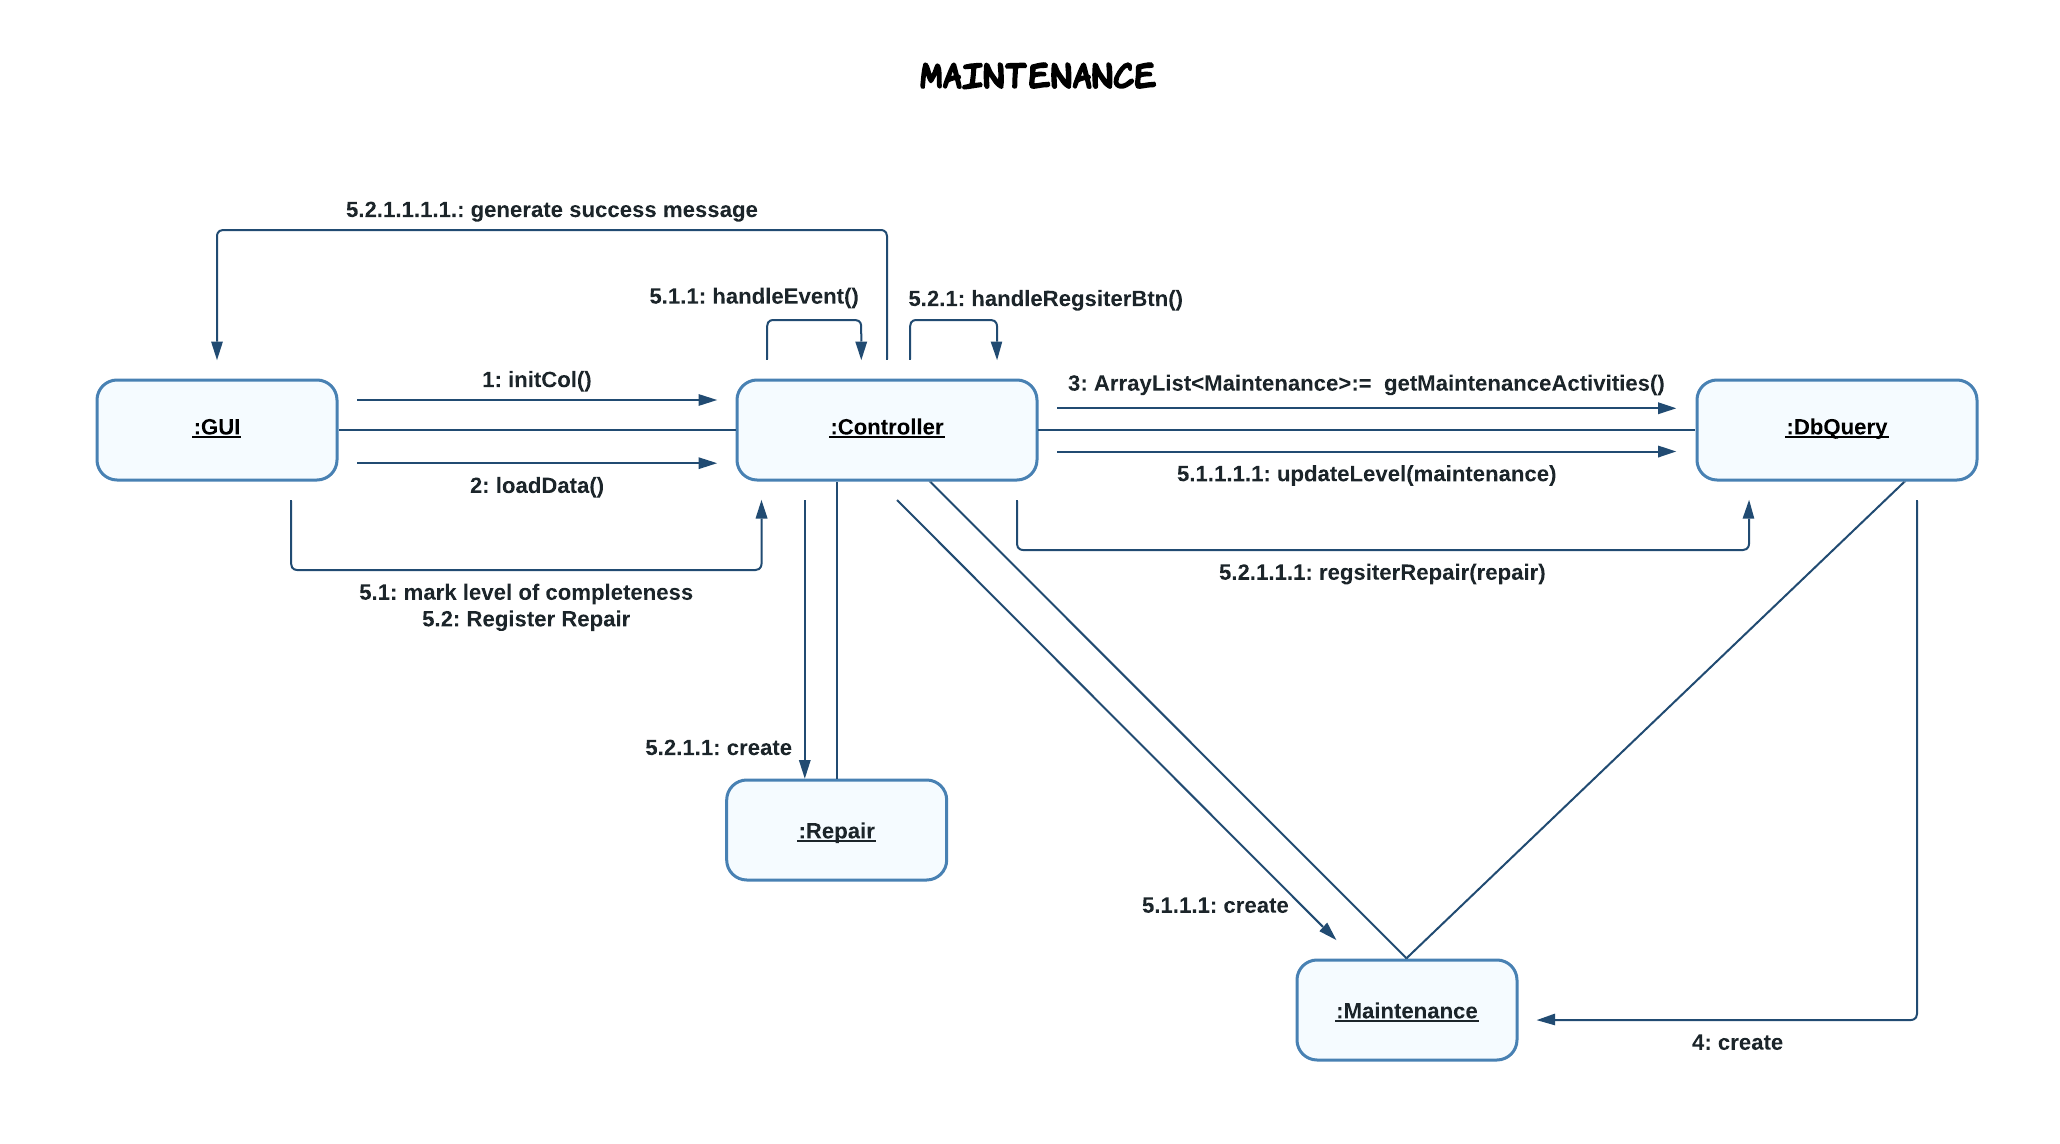 MAINTENANCE
5.2.1.1.1.1.: generate success message
5.1.1: handleEvent()
5.2.1: handleRegsiterBtn()
1: initCol()
3: ArrayList<Maintenance>:=  getMaintenanceActivities()
:GUI
:Controller
:DbQuery
2: loadData()
5.1.1.1.1: updateLevel(maintenance)
5.2.1.1.1: regsiterRepair(repair)
5.1: mark level of completeness
5.2: Register Repair
5.2.1.1: create
:Repair
5.1.1.1: create
:Maintenance
4: create